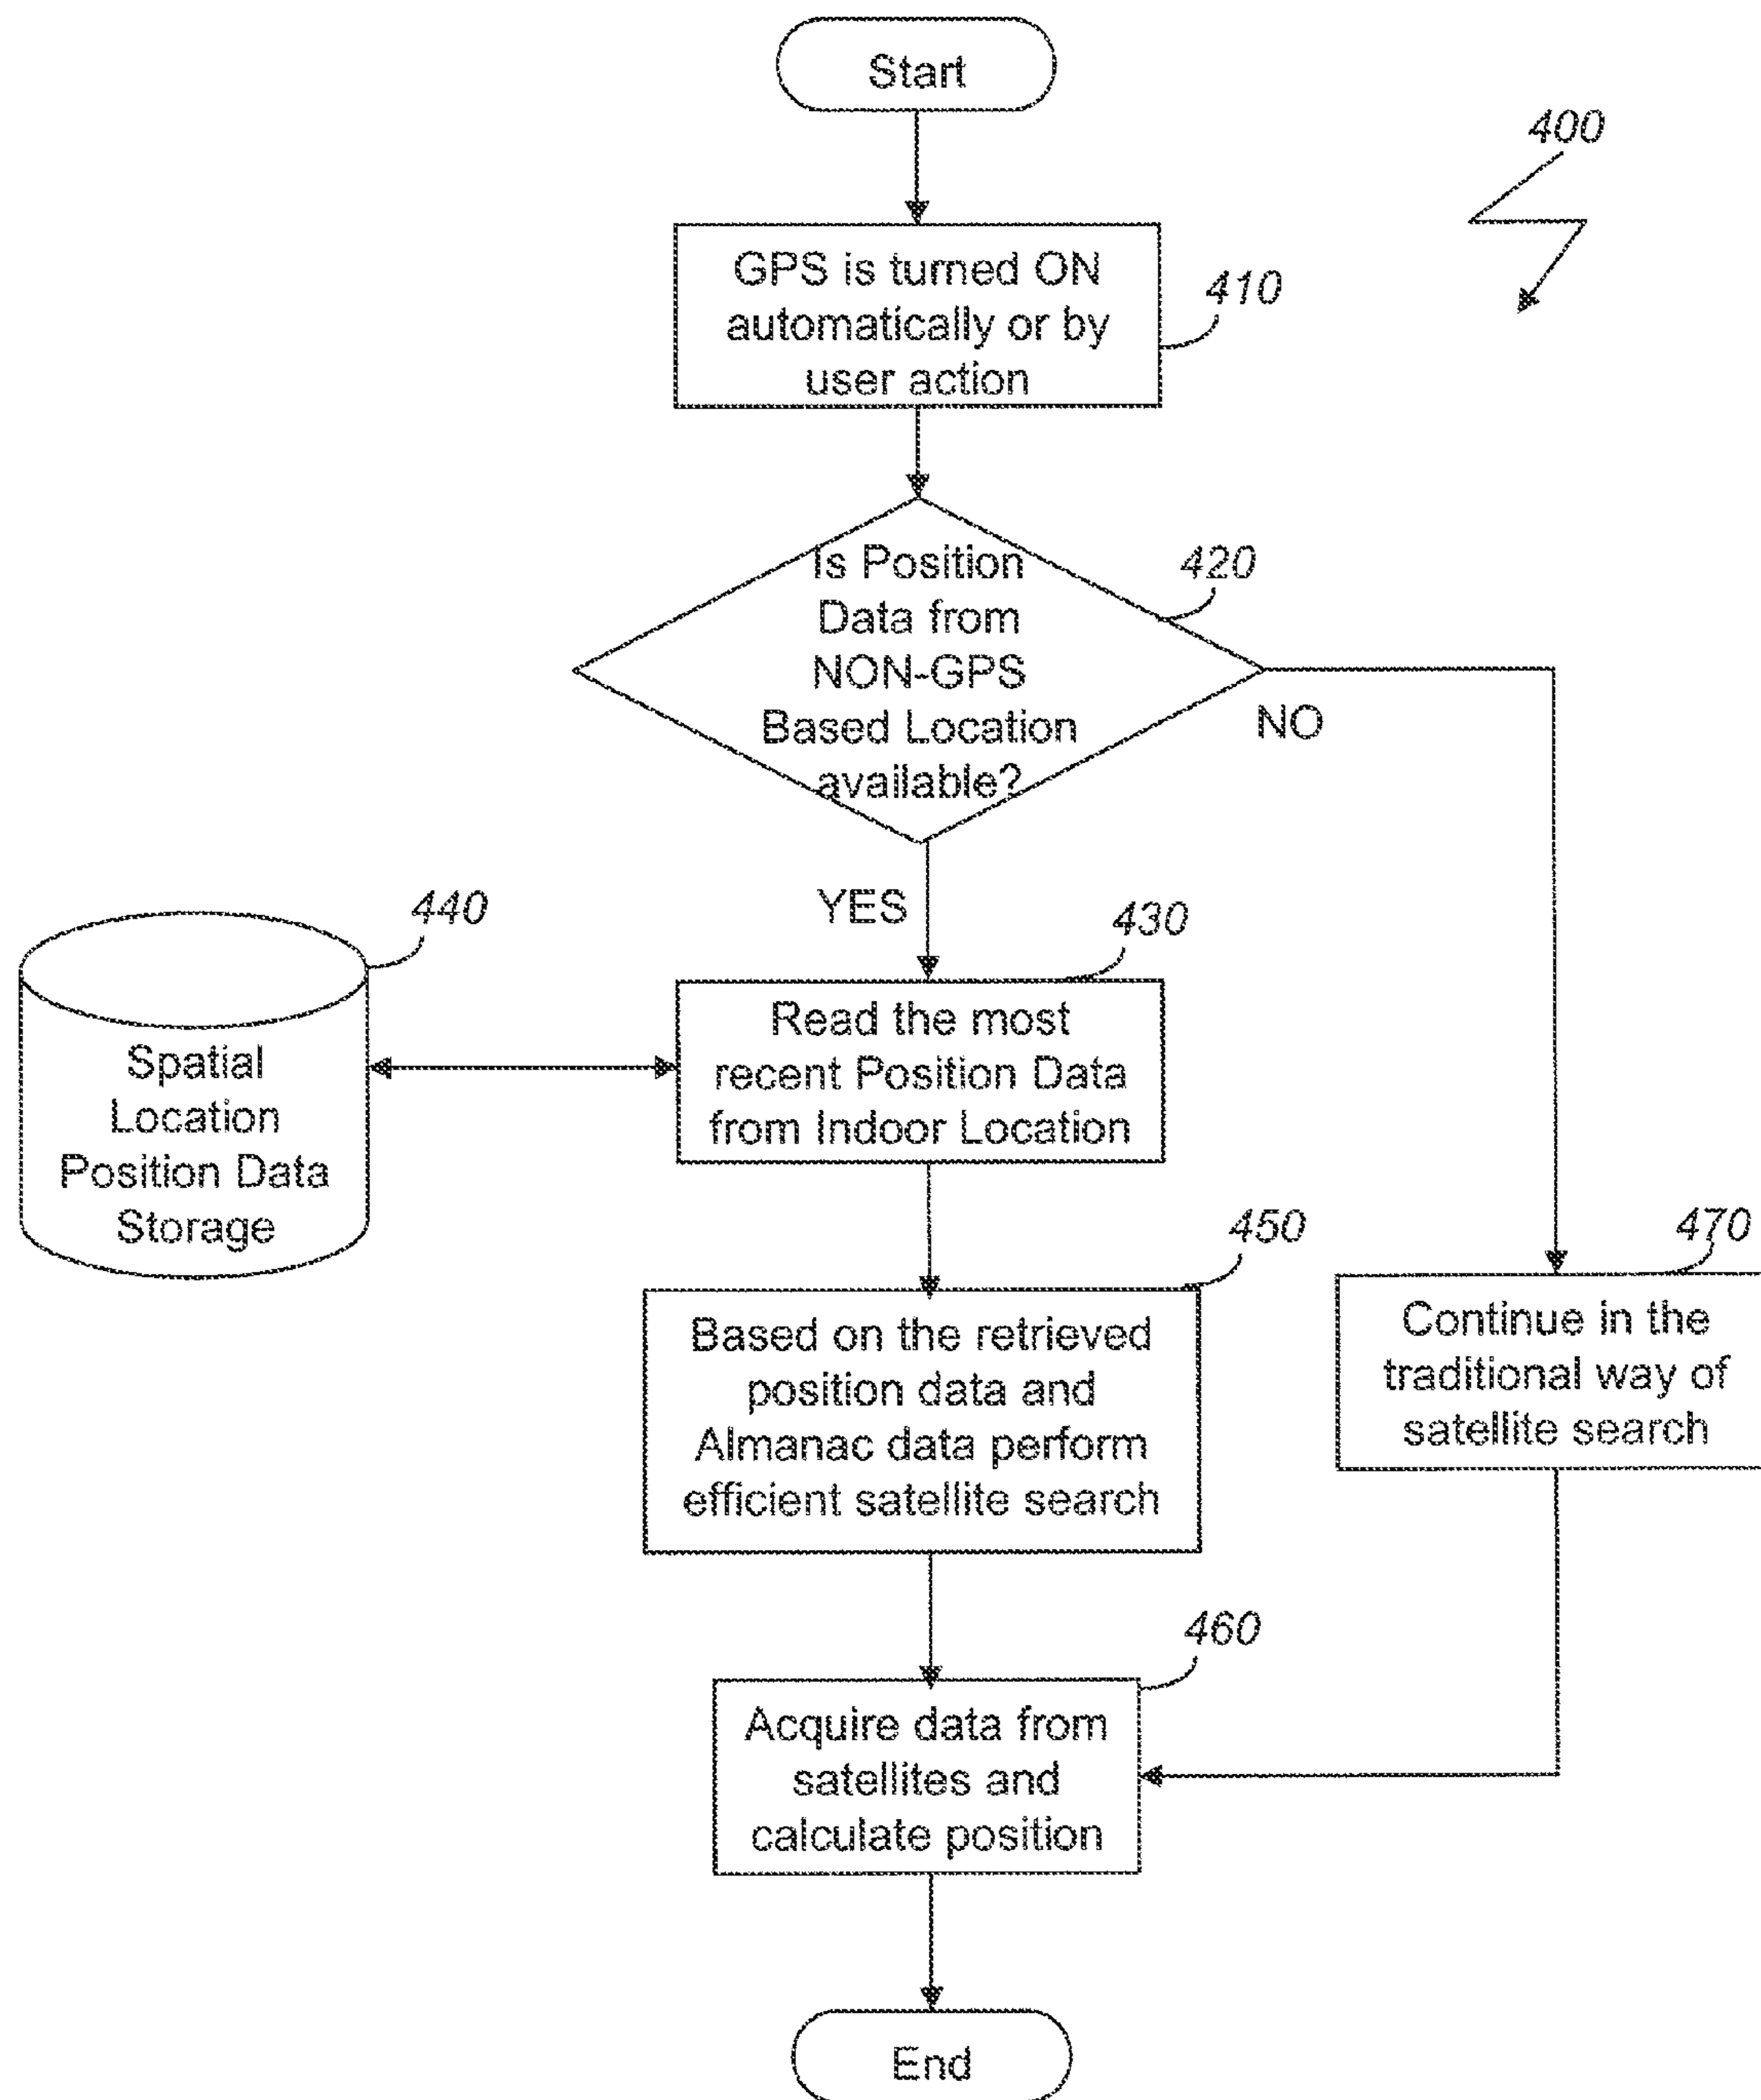 Start
400
GPS is turned ON
automatically or by
user action
410
Is Position
Data from
NON-GPS
Based Location
available?
420
NO
YES
430
440
Read the most
recent Position Data
from Indoor Location
Spatial
Location
Position Data
Storage
450
470
Based on the retrieved
position data and
Almanac data perform
efficient satellite search
Continue in the
traditional way of
satellite search
460
Acquire data from
satellites and
calculate position
End